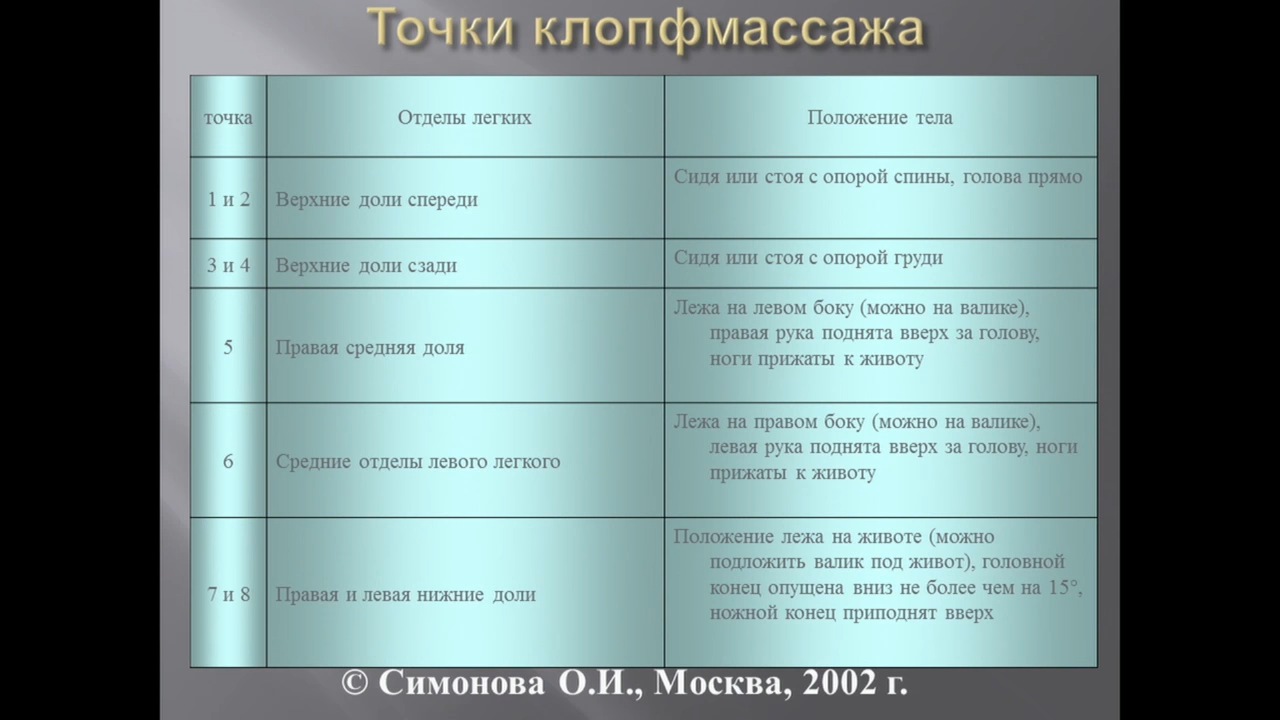 Точки клопфмассажа
точка
Отделы легких
Положение тела
1 и 2
Верхние доли спереди
Сидя или стоя с опорой спины, голова прямо
3 и 4
Верхние доли сзади
Сидя или стоя с опорой груди
5
Правая средняя доля
Лежа на левом боку (можно на валике),
правая рука поднята вверх за голову,
ноги прижаты к животу
6
Средние отделы левого легкого
Лежа на правом боку (можно на валике),
левая рука поднята вверх за голову, ноги
прижаты к животу
7 и 8
Правая и левая нижние доли
Положение лежа на животе (можно
подложить валик под живот), головной
конец опущена вниз не более чем на 15°,
ножной конец приподнят вверх
© Симонова О.И., Москва, 2002 г.